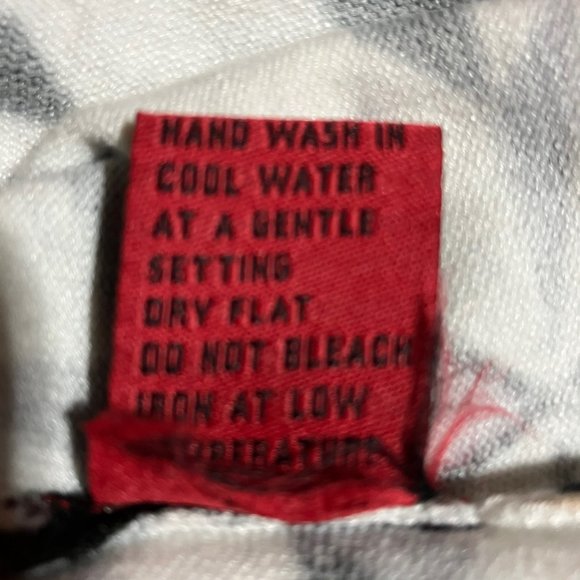 HAND WASH IN
COOL WATER
AT A GENTLE
SETTING
DRY FLAT
DO NOT BLEACH
IRON AT LOW